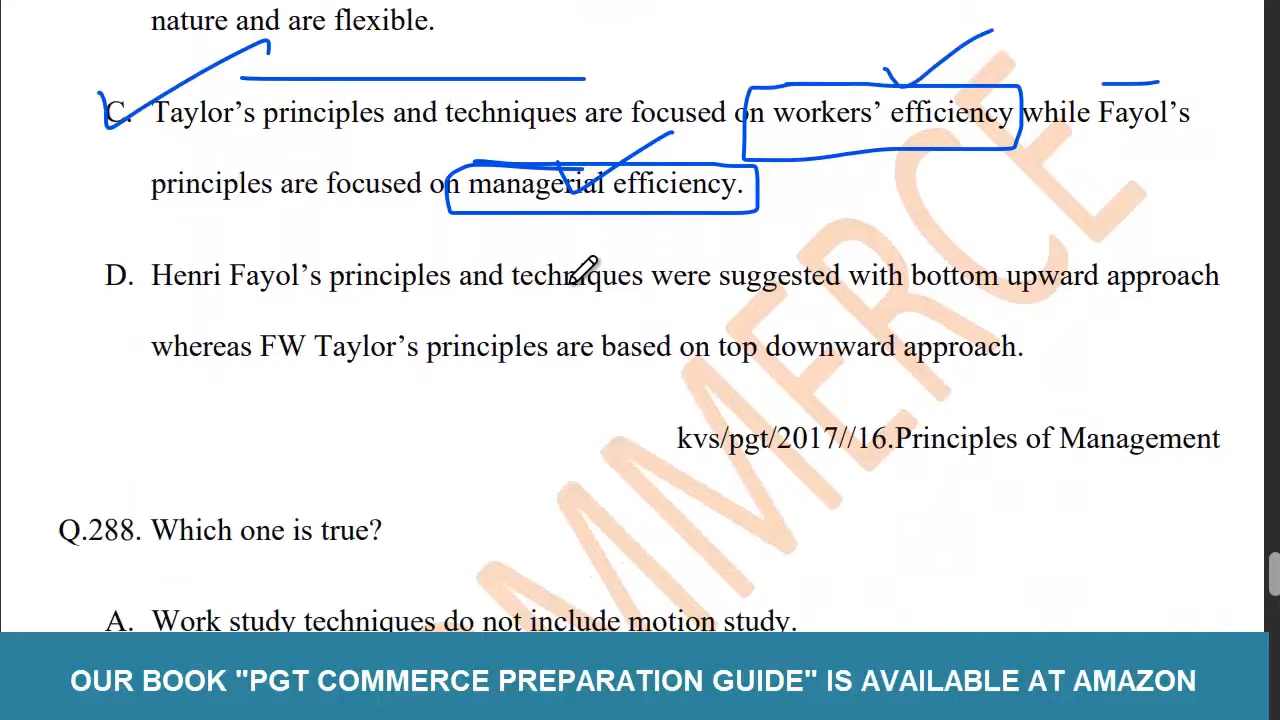 nature and are flexible.
C. Taylor’s principles and techniques are focused on workers’ efficiency while Fayol’s
principles are focused on managerial efficiency.
D. Henri Fayol’s principles and techniques were suggested with bottom upward approach
whereas FW Taylor’s principles are based on top downward approach.
kvs/pgt/2017//16.Principles of Management
Q.288. Which one is true?
A. Work study techniques do not include motion study.
OUR BOOK "PGT COMMERCE PREPARATION GUIDE" IS AVAILABLE AT AMAZON